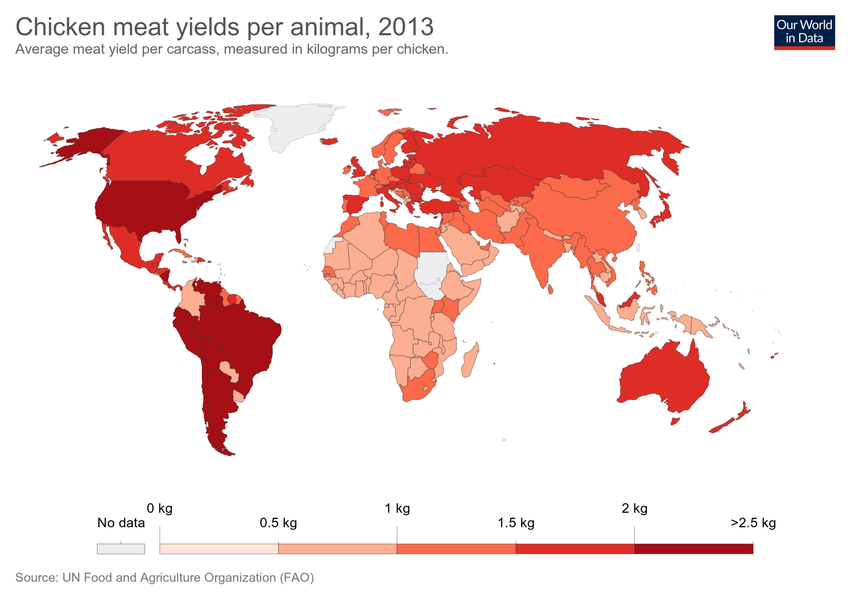 Chicken meat yields per animal, 2013
Average meat yield per carcass, measured in kilograms per chicken.
Our World
in Data
No data
0 kg
0.5 kg
1 kg
1.5 kg
2 kg
>2.5 kg
Source: UN Food and Agriculture Organization (FAO)